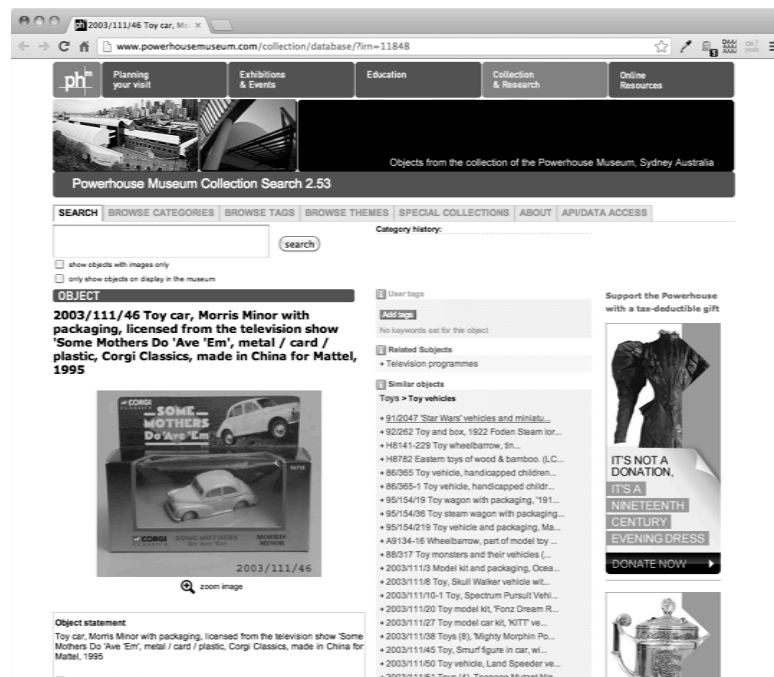 2003/111/46 Toy car, Mo
www.powerhousemuseum.com/collection/database/?irn=11848
ph m
Planning
your visit
Exhibitions
& Events
Education
Collection
& Research
Online
Resources
Objects from the collection of the Powerhouse Museum, Sydney Australia
Powerhouse Museum Collection Search 2.53
SEARCH BROWSE CATEGORIES BROWSE TAGS BROWSE THEMES SPECIAL COLLECTIONS ABOUT API/DATA ACCESS
search
show objects with images only
only show objects on display in the museum
OBJECT
2003/111/46 Toy car, Morris Minor with
packaging, licensed from the television show
'Some Mothers Do 'Ave 'Em', metal / card /
plastic, Corgi Classics, made in China for Mattel,
1995
CORGI
CLASSICS
SOME
MOTHERS
Do 'Ave 'Em
CORGI
CLASSICS
SOME MOTHERS
Do 'Ave 'Em
MORRIS
MINOR
2003/111/46
zoom image
Object statement
Toy car, Morris Minor with packaging, licensed from the television show 'Some
Mothers Do 'Ave 'Em', metal / card / plastic, Corgi Classics, made in China for
Mattel, 1995
Category history:
User tags
Add tags
No keywords set for this object
Related Subjects
+ Television programmes
Similar objects
Toys > Toy vehicles
+ 91/2047 'Star Wars' vehicles and miniatu...
+ 92/262 Toy and box, 1922 Foden Steam lor...
+ H8141-229 Toy wheelbarrow, tin...
+ H8782 Eastern toys of wood & bamboo. (LC...
+ 86/365 Toy vehicle, handicapped children...
+ 86/365-1 Toy vehicle, handicapped childr...
+ 95/154/19 Toy wagon with packaging, "191...
+ 95/154/36 Toy steam wagon with packaging...
+ 95/154/219 Toy vehicle and packaging, Ma...
+ A9134-16 Wheelbarrow, part of model toy ...
+ 88/317 Toy monsters and their vehicles (...
+ 2003/111/3 Model kit and packaging, Ocea...
+ 2003/111/8 Toy, Skull Walker vehicle wit...
+ 2003/111/10-1 Toy, Spectrum Pursuit Vehi...
+ 2003/111/20 Toy model kit, 'Fonz Dream R...
+ 2003/111/27 Toy model car kit, 'KITT' ve...
+ 2003/111/38 Toys (8), 'Mighty Morphin Po...
+ 2003/111/45 Toy, Smurf figure in car, wi...
+ 2003/111/50 Toy vehicle, Land Speeder ve...
+ 2003/111/51 Toys (4), Teenage Mutant Nin...
Support the Powerhouse
with a tax-deductible gift
IT'S NOT A
DONATION,
IT'S A
NINETEENTH
CENTURY
EVENING DRESS
DONATE NOW